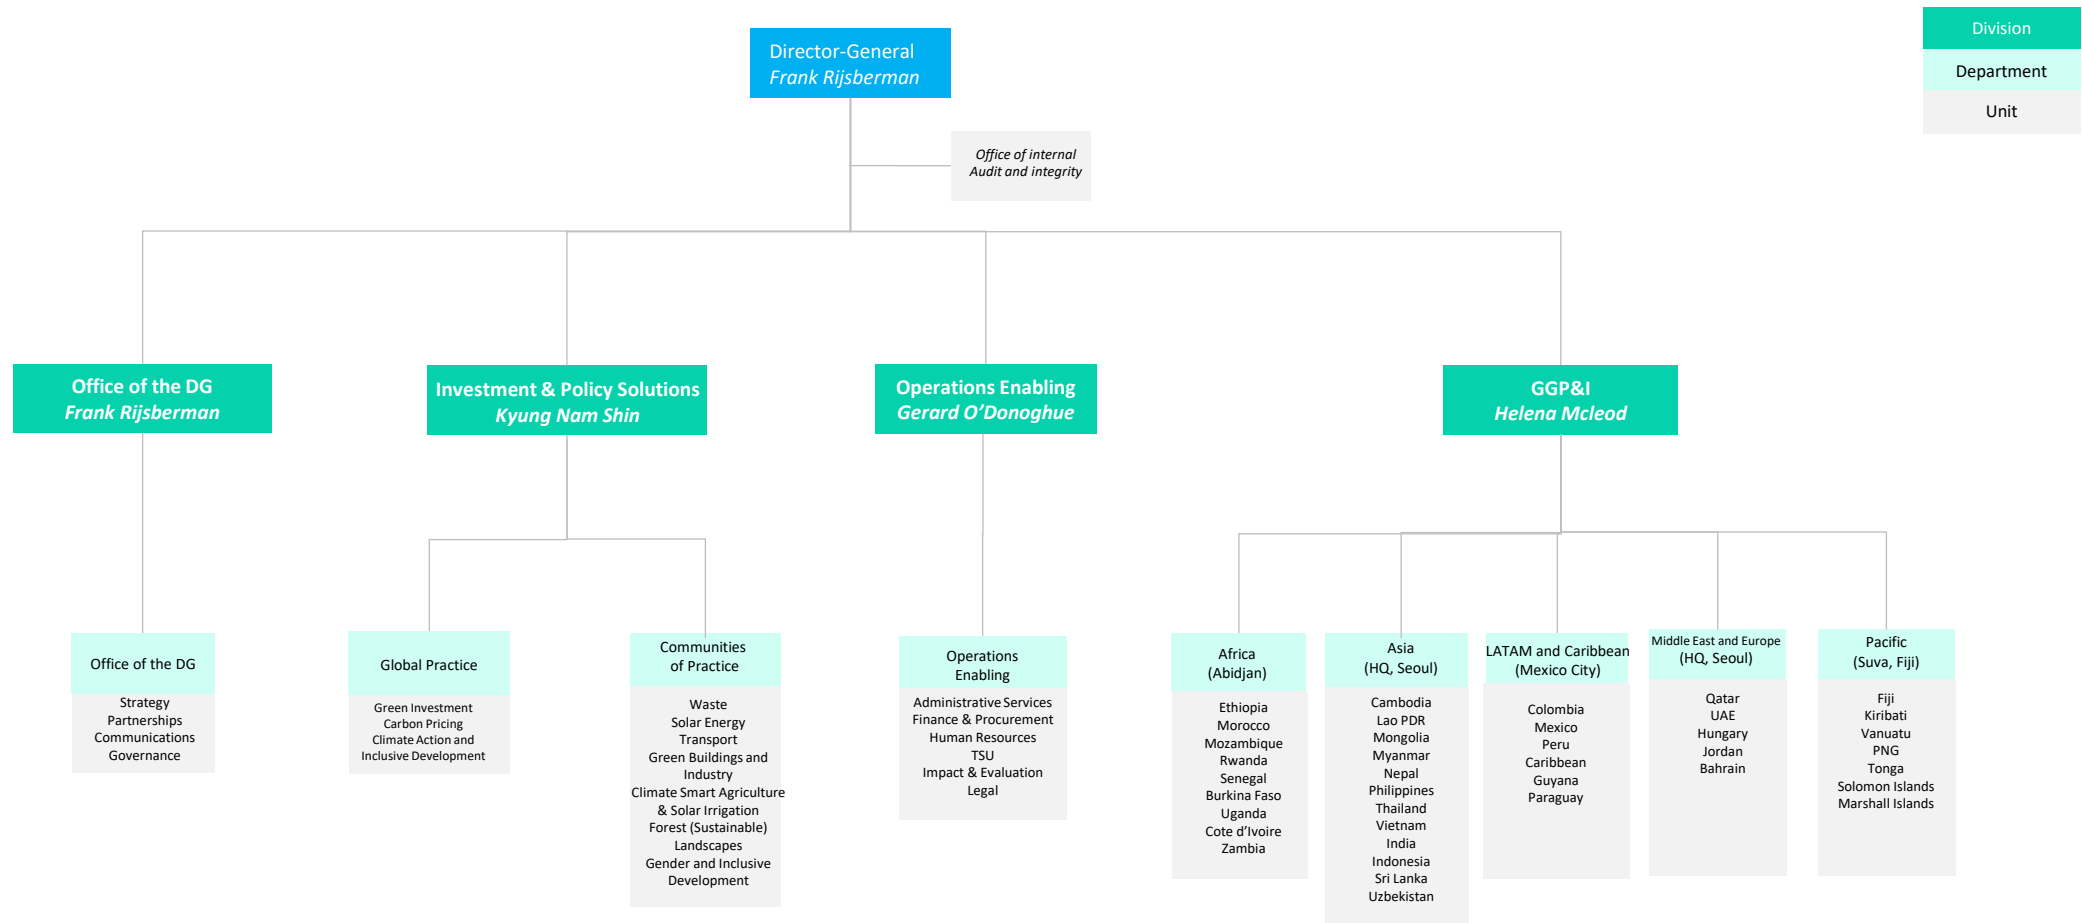 Director-General
Frank Rijsberman
Division
Department
Unit
Office of internal
Audit and integrity
Office of the DG
Frank Rijsberman
Investment & Policy Solutions
Kyung Nam Shin
Operations Enabling
Gerard O’Donoghue
GGP&I
Helena Mcleod
Office of the DG
Strategy
Partnerships
Communications
Governance
Global Practice
Green Investment
Carbon Pricing
Climate Action and
Inclusive Development
Communities
of Practice
Waste
Solar Energy
Transport
Green Buildings and
Industry
Climate Smart Agriculture
& Solar Irrigation
Forest (Sustainable)
Landscapes
Gender and Inclusive
Development
Operations
Enabling
Administrative Services
Finance & Procurement
Human Resources
TSU
Impact & Evaluation
Legal
Africa
(Abidjan)
Ethiopia
Morocco
Mozambique
Rwanda
Senegal
Burkina Faso
Uganda
Cote d’Ivoire
Zambia
Asia
(HQ, Seoul)
Cambodia
Lao PDR
Mongolia
Myanmar
Nepal
Philippines
Thailand
Vietnam
India
Indonesia
Sri Lanka
Uzbekistan
LATAM and Caribbean
(Mexico City)
Colombia
Mexico
Peru
Caribbean
Guyana
Paraguay
Middle East and Europe
(HQ, Seoul)
Qatar
UAE
Hungary
Jordan
Bahrain
Pacific
(Suva, Fiji)
Fiji
Kiribati
Vanuatu
PNG
Tonga
Solomon Islands
Marshall Islands